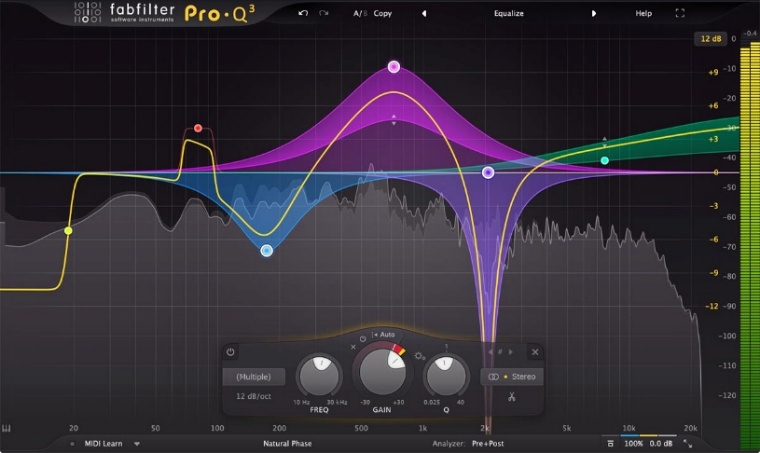 fabfilter Pro·Q³
software instruments
A/B Copy Equalize Help
12 dB 0 -0.4
+9 -10
+6 -20
+3 -30
-40
0 -50
-3 -60
-6 -70
-9 -80
-12 -90
-100
-110
-120
Auto
(Multiple) Stereo
12 dB/oct
10 Hz 30 kHz -30 +30 0.025 40
FREQ GAIN Q
20 50 100 200 500 1k 2k 5k 10k 20k
MIDI Learn Natural Phase Analyzer: Pre+Post 100% 0.0 dB